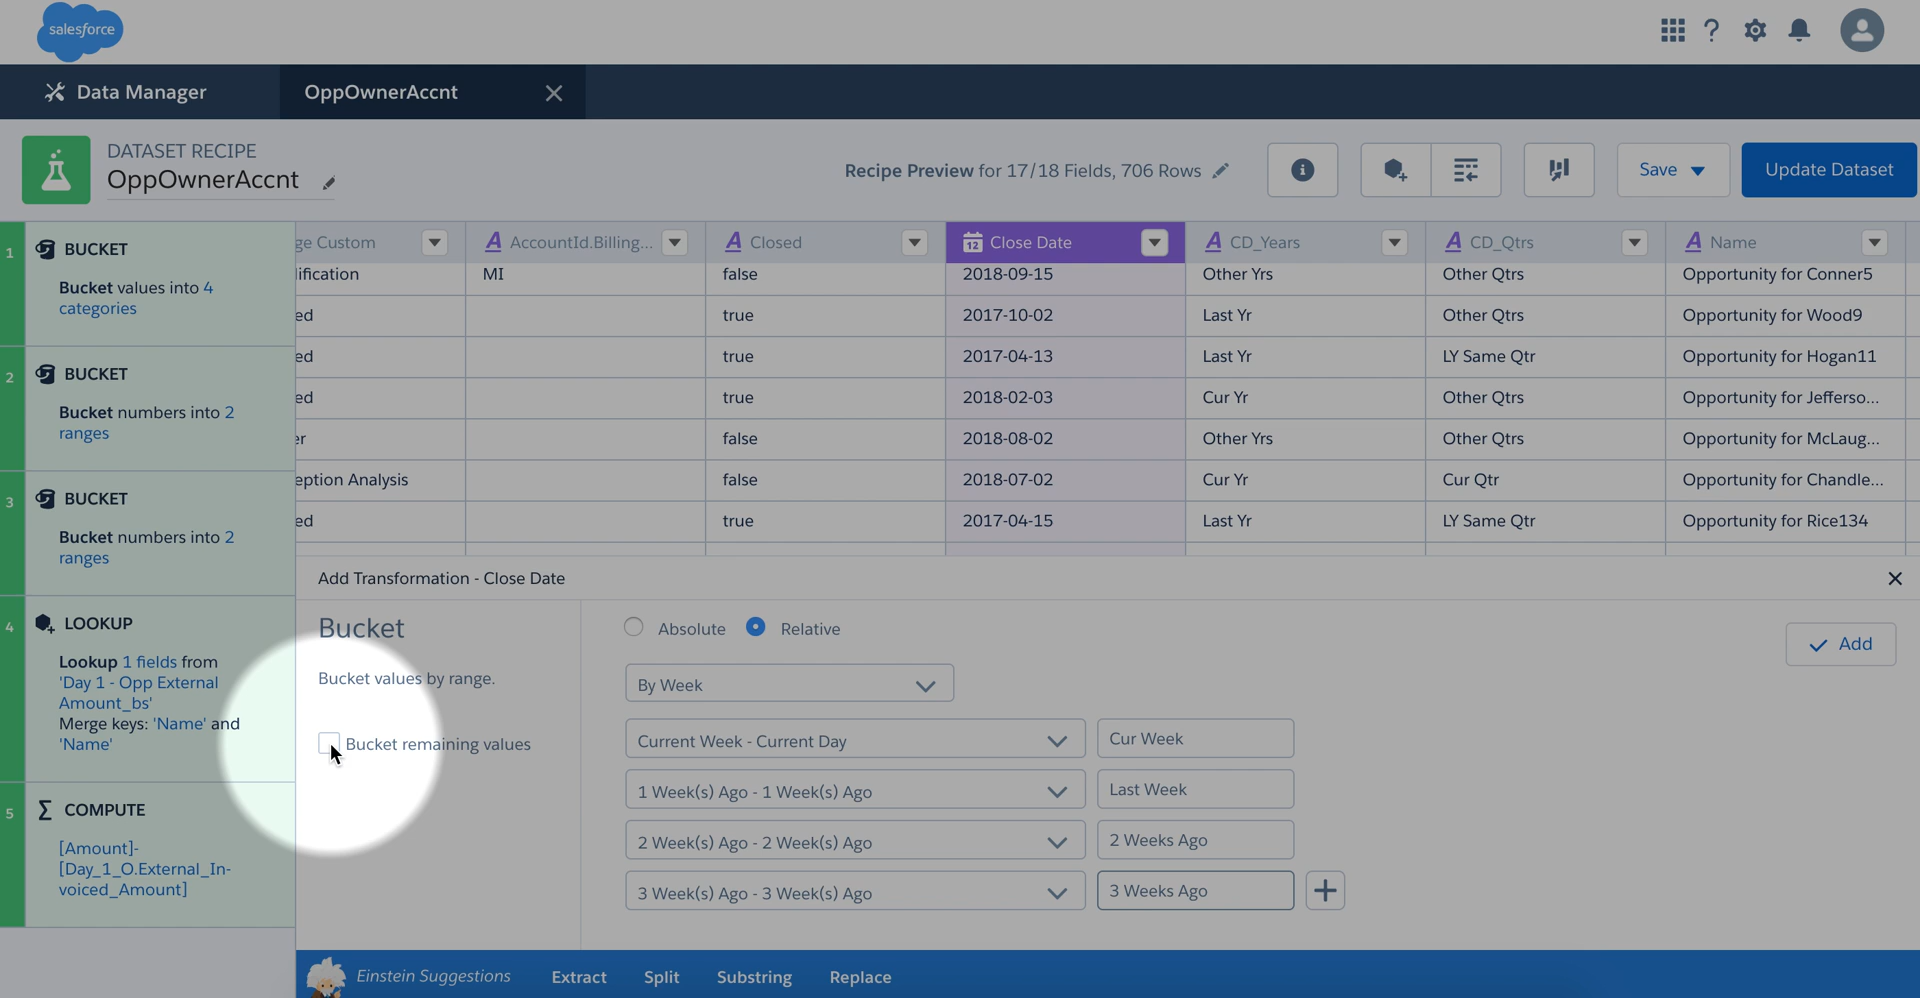 salesforce
Data Manager
OppOwnerAccnt
DATASET RECIPE
OppOwnerAccnt
Recipe Preview for 17/18 Fields, 706 Rows
Save
Update Dataset
ge Custom AccountId.Billing... Closed Close Date CD_Years CD_Qtrs Name
lification MI false 2018-09-15 Other Yrs Other Qtrs Opportunity for Conner5
ed true 2017-10-02 Last Yr Other Qtrs Opportunity for Wood9
ed true 2017-04-13 Last Yr LY Same Qtr Opportunity for Hogan11
ed true 2018-02-03 Cur Yr Other Qtrs Opportunity for Jefferso...
er false 2018-08-02 Other Yrs Other Qtrs Opportunity for McLaug...
eption Analysis false 2018-07-02 Cur Yr Cur Qtr Opportunity for Chandle...
ed true 2017-04-15 Last Yr LY Same Qtr Opportunity for Rice134
1 BUCKET
Bucket values into 4
categories
2 BUCKET
Bucket numbers into 2
ranges
3 BUCKET
Bucket numbers into 2
ranges
4 LOOKUP
Lookup 1 fields from
'Day 1 - Opp External
Amount_bs'
Merge keys: 'Name' and
'Name'
5 COMPUTE
[Amount]-
[Day_1_O.External_In-
voiced_Amount]
Add Transformation - Close Date
Bucket
Bucket values by range.
Bucket remaining values
Absolute Relative
Add
By Week
Current Week - Current Day Cur Week
1 Week(s) Ago - 1 Week(s) Ago Last Week
2 Week(s) Ago - 2 Week(s) Ago 2 Weeks Ago
3 Week(s) Ago - 3 Week(s) Ago 3 Weeks Ago
Einstein Suggestions Extract Split Substring Replace